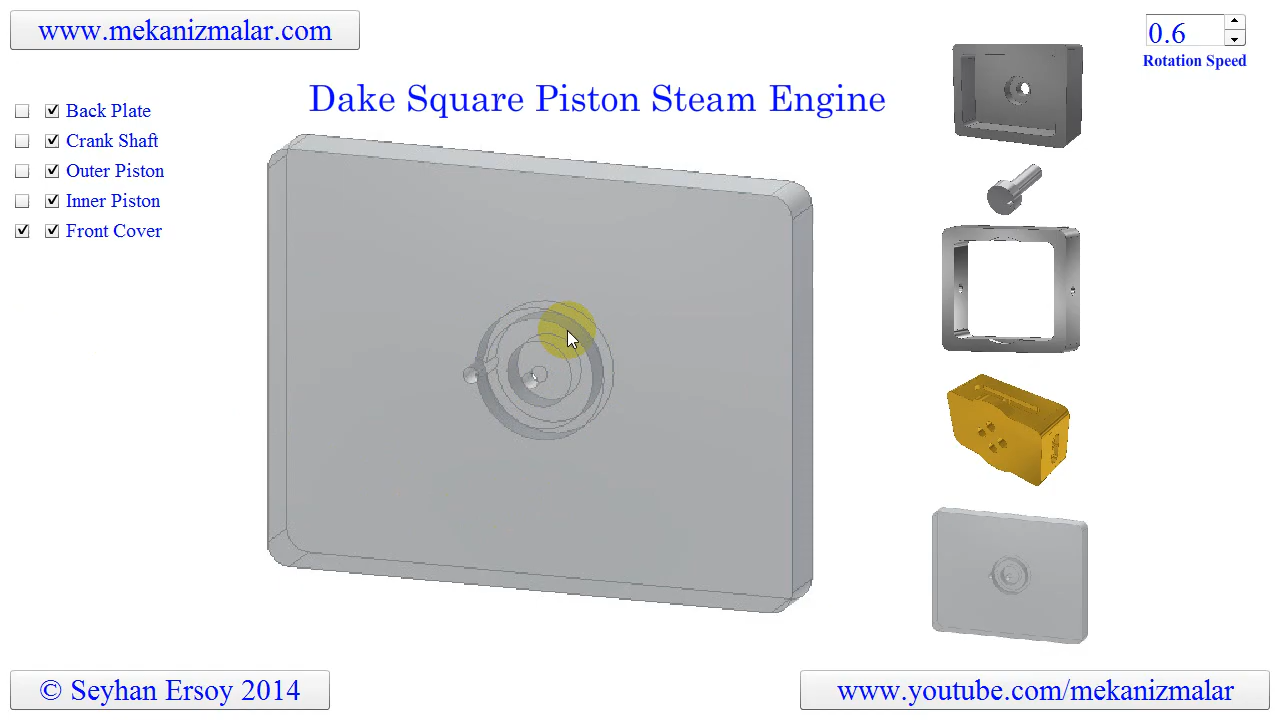 www.mekanizmalar.com
0.6
Rotation Speed
Dake Square Piston Steam Engine
Back Plate
Crank Shaft
Outer Piston
Inner Piston
Front Cover
© Seyhan Ersoy 2014
www.youtube.com/mekanizmalar